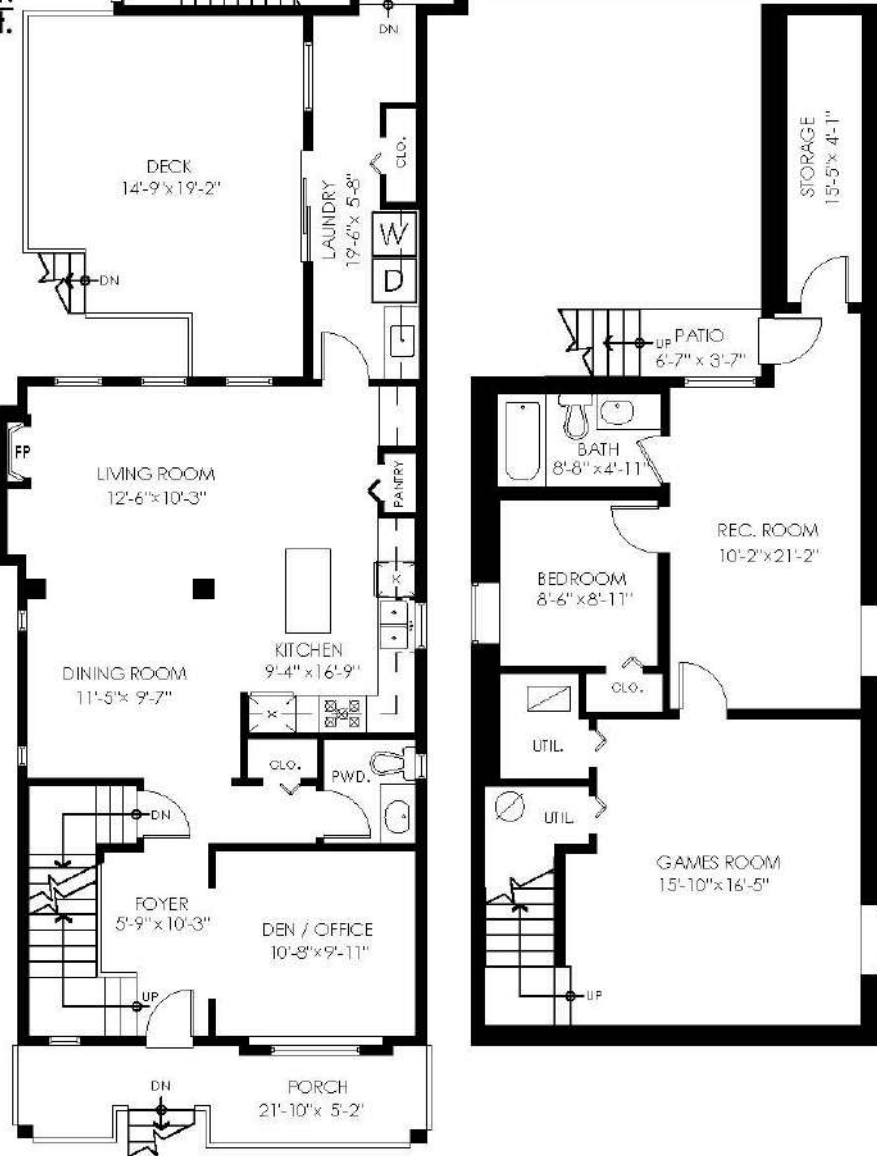 DN
DECK
14'-9"x19'-2"
CLO.
LAUNDRY
19'-6"x 5'-8"
W
D
DN
FP
LIVING ROOM
12'-6"x10'-3"
PANTRY
KITCHEN
9'-4"x16'-9"
DINING ROOM
11'-5"x 9'-7"
CLO.
PWD.
DN
FOYER
5'-9"x10'-3"
DEN / OFFICE
10'-8"x9'-11"
UP
DN
PORCH
21'-10"x 5'-2"
STORAGE
15'-5"x 4'-1"
UP
PATIO
6'-7" x 3'-7"
BATH
8'-8"x4'-11"
REC. ROOM
10'-2"x21'-2"
BEDROOM
8'-6"x8'-11"
CLO.
UTIL.
UTIL.
GAMES ROOM
15'-10"x16'-5"
UP